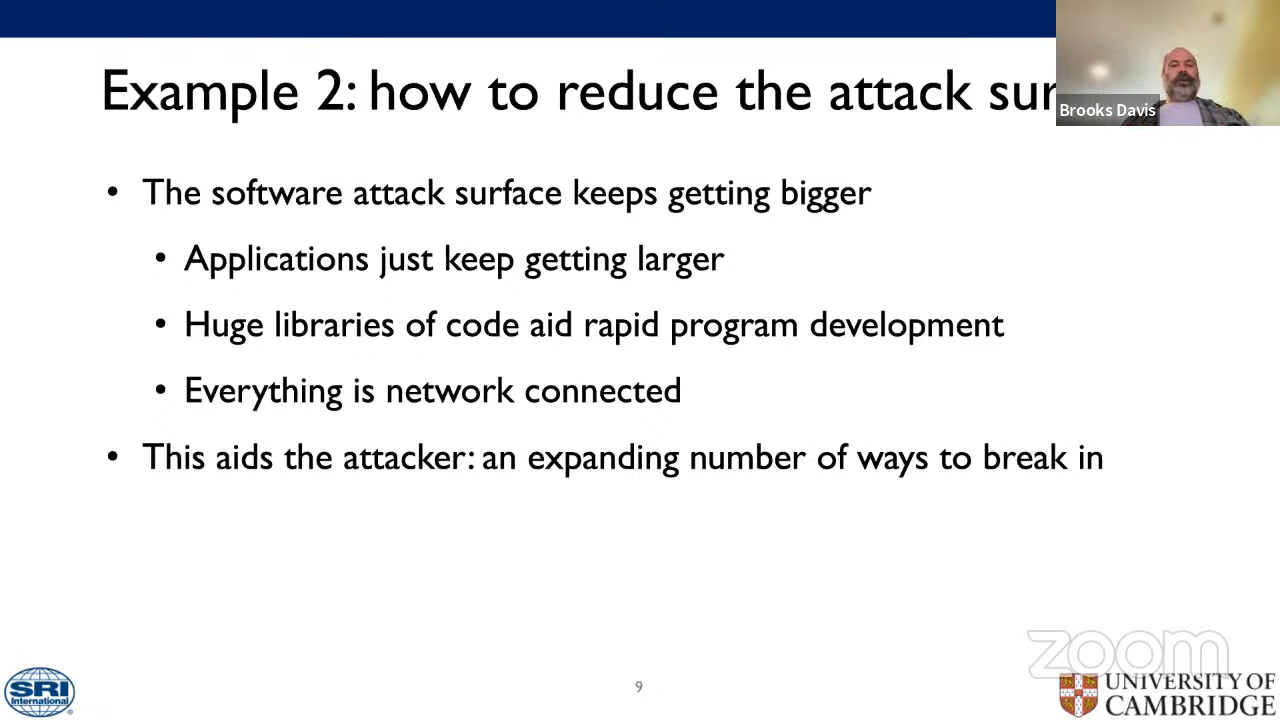 Example 2: how to reduce the attack sur
Brooks Davis
• The software attack surface keeps getting bigger
• Applications just keep getting larger
• Huge libraries of code aid rapid program development
• Everything is network connected
• This aids the attacker: an expanding number of ways to break in
zoom
SRI
International
9
UNIVERSITY OF
CAMBRIDGE